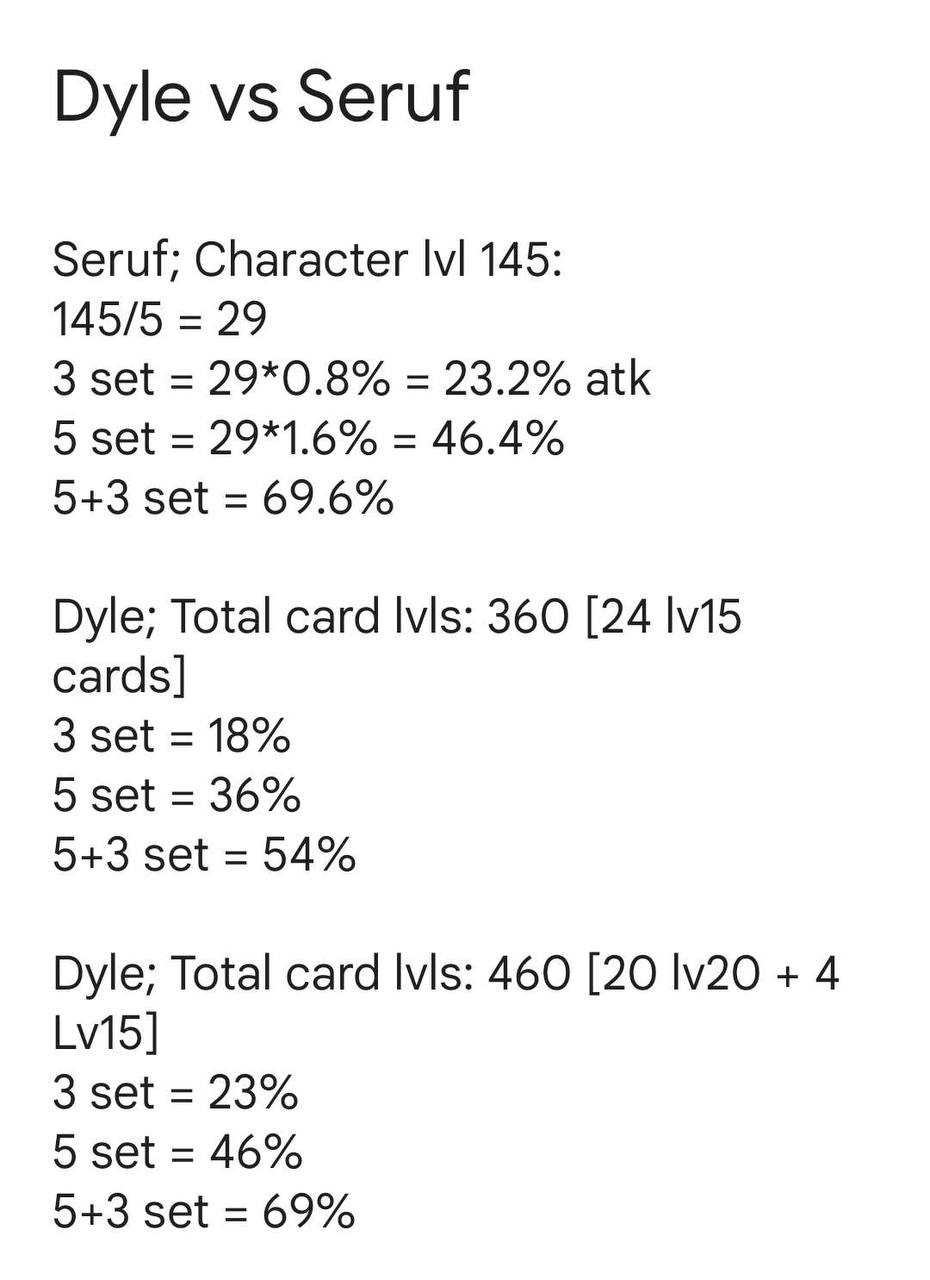 Dyle vs Seruf
Seruf; Character lvl 145:
145/5 = 29
3 set = 29*0.8% = 23.2% atk
5 set = 29*1.6% = 46.4%
5+3 set = 69.6%
Dyle; Total card lvls: 360 [24 lv15
cards]
3 set = 18%
5 set = 36%
5+3 set = 54%
Dyle; Total card lvls: 460 [20 lv20 + 4
Lv15]
3 set = 23%
5 set = 46%
5+3 set = 69%